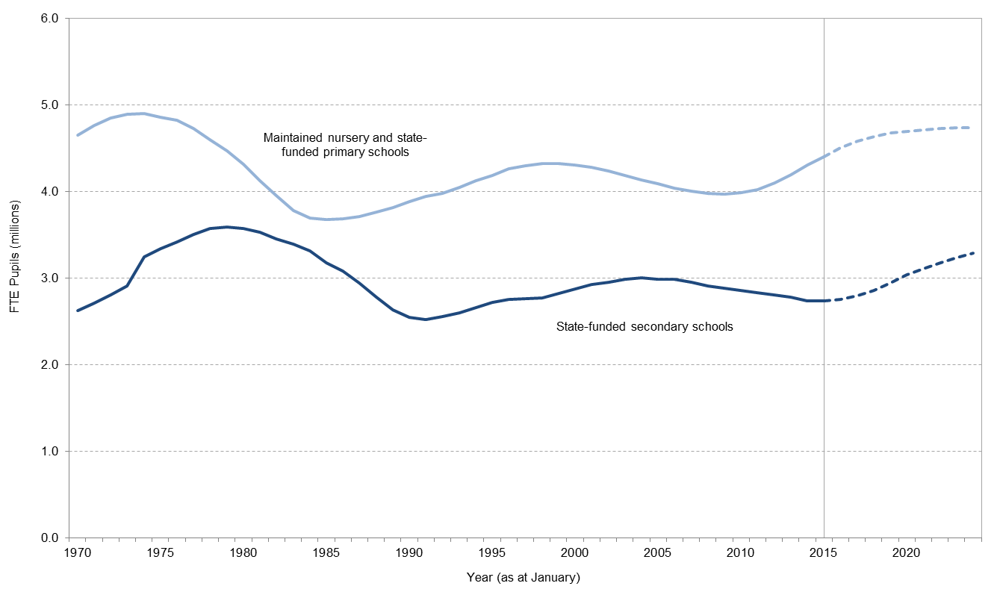 6.0
5.0
4.0
3.0
2.0
1.0
0.0
FTE Pupils (millions)
Maintained nursery and state-
funded primary schools
State-funded secondary schools
1970 1975 1980 1985 1990 1995 2000 2005 2010 2015 2020
Year (as at January)